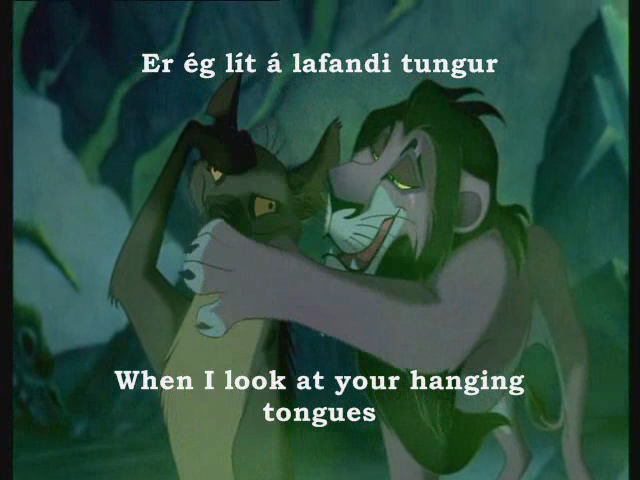 Er ég lít á lafandi tungur
When I look at your hanging
tongues